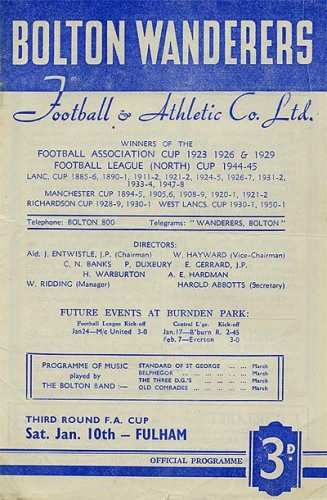 BOLTON WANDERERS
Football & Athletic Co. Ltd.
WINNERS OF THE
FOOTBALL ASSOCIATION CUP 1923 1926 & 1929
FOOTBALL LEAGUE (NORTH) CUP 1944-45
LANC. CUP 1885-6, 1890-1, 1911-2, 1921-2, 1924-5, 1926-7, 1931-2,
1933-4, 1947-8
MANCHESTER CUP 1894-5, 1905,6, 1908-9, 1920-1, 1921-2
RICHARDSON CUP 1928-9, 1930-1 WEST LANCS. CUP 1930-1, 1950-1
Telephone: BOLTON 800 Telegrams: "WANDERERS, BOLTON"
DIRECTORS:
Ald. J. ENTWISTLE, J.P. (Chairman) W. HAYWARD (Vice-Chairman)
C. N. BANKS P. DUXBURY E. GERRARD, J.P.
H. WARBURTON A. E. HARDMAN
W. RIDDING (Manager) HAROLD ABBOTTS (Secretary)
FUTURE EVENTS AT BURNDEN PARK:
Football League Kick-off Central L'ge. Kick-off
Jan24—M/c United 3-0 Jan.17—B'burn R. 2-45
Feb.7—Everton 3-0
PROGRAMME OF MUSIC
played by
THE BOLTON BAND:—
STANDARD OF ST GEORGE ... ... March
BELPHEGOR ... ... ... ... March
THE THREE D.G.'S ... ... March
OLD COMRADES ... ... ... March
THIRD ROUND F.A. CUP
Sat. Jan. 10th — FULHAM
OFFICIAL PROGRAMME
3D.